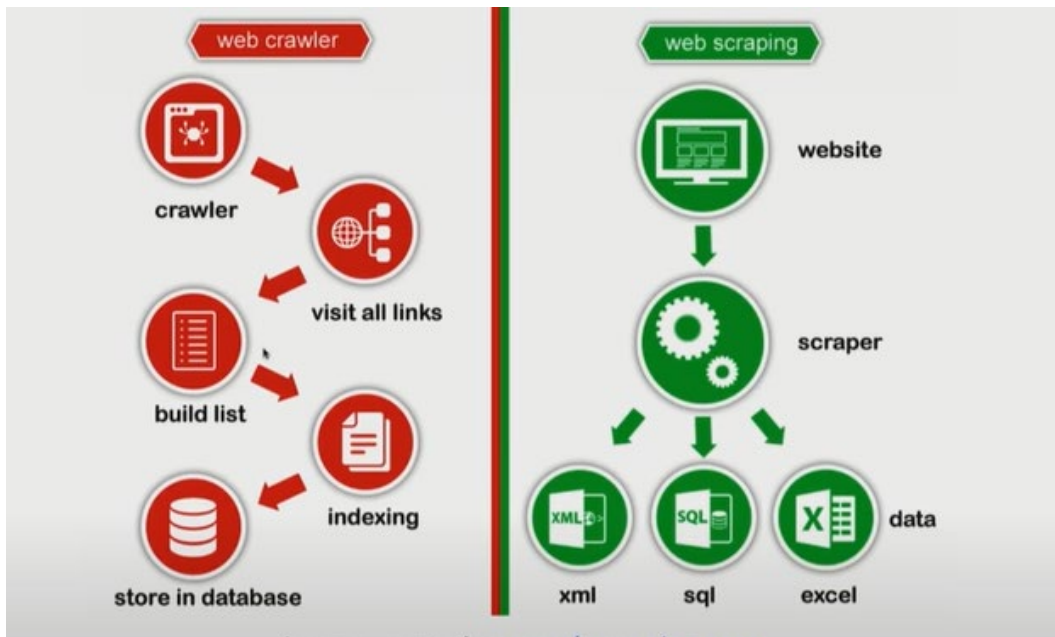 web crawler
crawler
visit all links
build list
indexing
store in database
web scraping
website
scraper
XML
SQL
X
data
xml
sql
excel